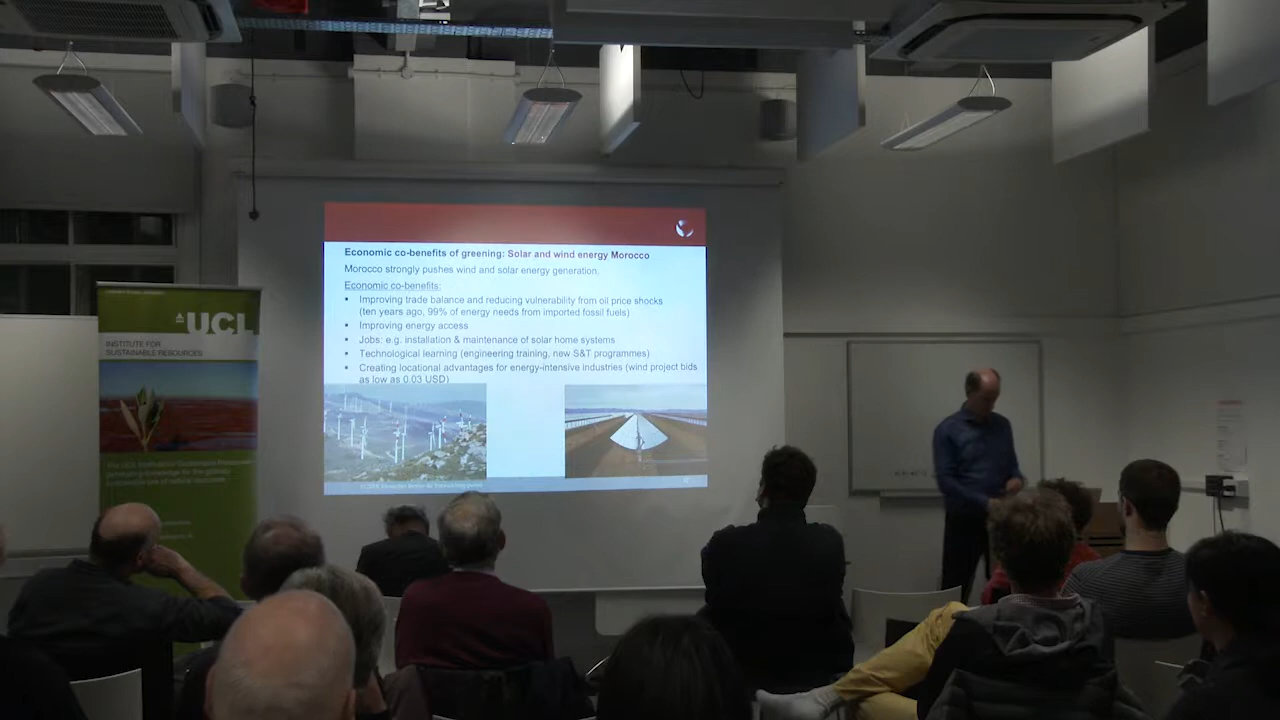 Economic co-benefits of greening: Solar and wind energy Morocco
Morocco strongly pushes wind and solar energy generation.
Economic co-benefits:
▪ Improving trade balance and reducing vulnerability from oil price shocks
(ten years ago, 99% of energy needs from imported fossil fuels)
▪ Improving energy access
▪ Jobs: e.g. installation & maintenance of solar home systems
▪ Technological learning (engineering training, new S&T programmes)
▪ Creating locational advantages for energy-intensive industries (wind project bids
as low as 0.03 USD)
UCL
INSTITUTE FOR
SUSTAINABLE RESOURCES